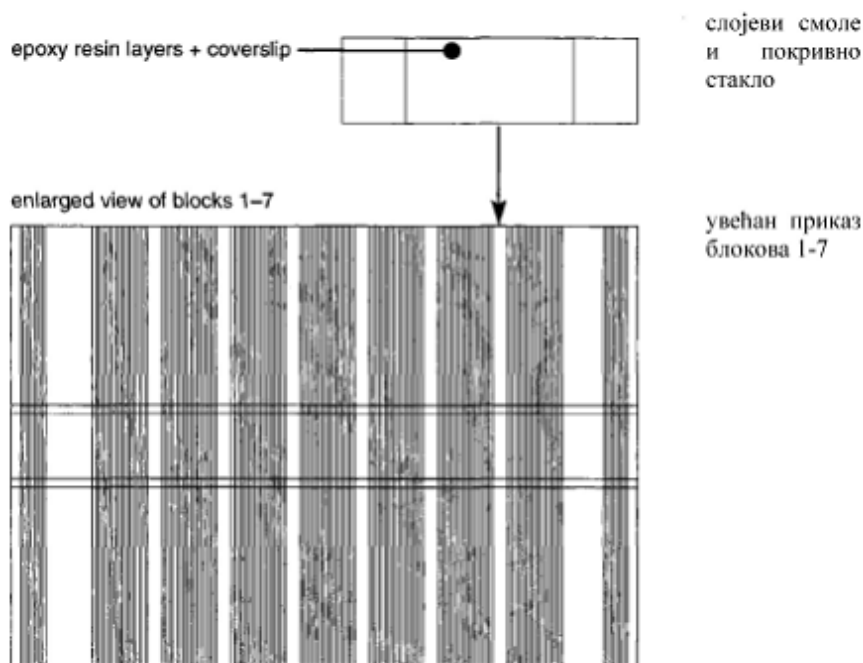 epoxy resin layers + coverslip
слојеви смоле
и покривно
стакло
enlarged view of blocks 1–7
увећан приказ
блокова 1-7